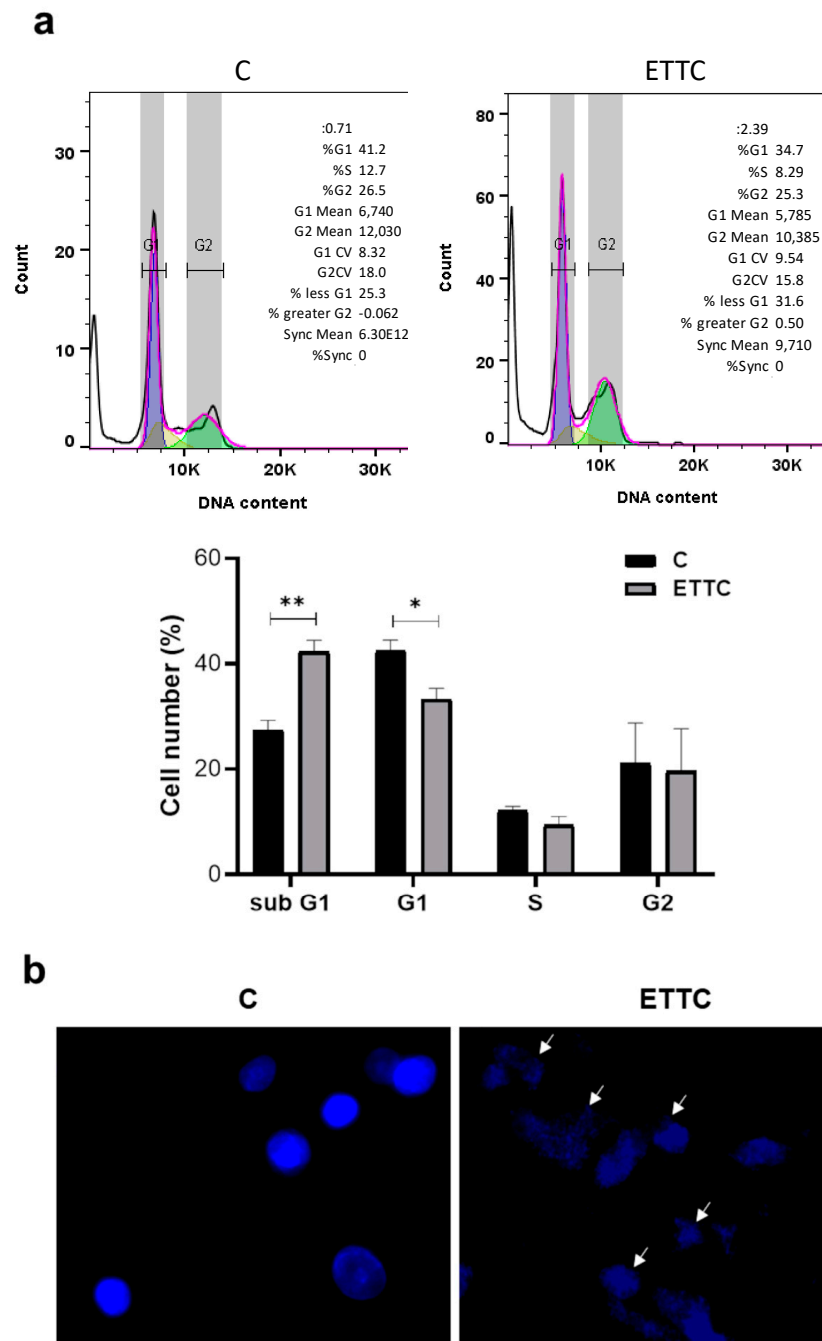 a
C
ETTC
:0.71
%G1 41.2
%S 12.7
%G2 26.5
G1 Mean 6,740
G2 Mean 12,030
G1 CV 8.32
G2CV 18.0
% less G1 25.3
% greater G2 -0.062
Sync Mean 6.30E12
%Sync 0
G1
G2
Count
30
20
10
0
10K
20K
30K
DNA content
:2.39
%G1 34.7
%S 8.29
%G2 25.3
G1 Mean 5,785
G2 Mean 10,385
G1 CV 9.54
G2CV 15.8
% less G1 31.6
% greater G2 0.50
Sync Mean 9,710
%Sync 0
G1
G2
Count
80
60
40
20
0
10K
20K
30K
DNA content
Cell number (%)
60
40
20
0
**
*
C
ETTC
sub G1
G1
S
G2
b
C
ETTC